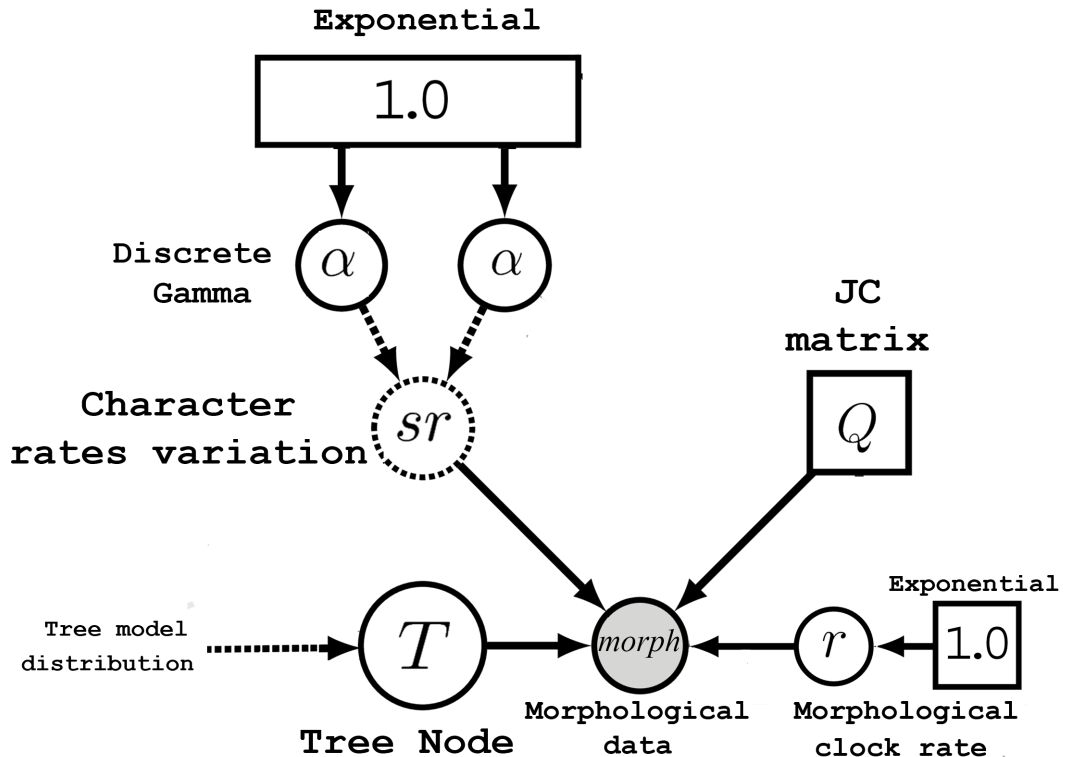 Exponential
1.0
Discrete
Gamma
α
α
JC
matrix
Character
rates variation
sr
Q
Exponential
Tree model
distribution
T
morph
r
1.0
Morphological
data
Morphological
clock rate
Tree Node